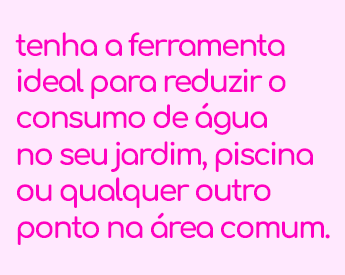 tenha a ferramenta
ideal para reduzir o
consumo de água
no seu jardim, piscina
ou qualquer outro
ponto na área comum.